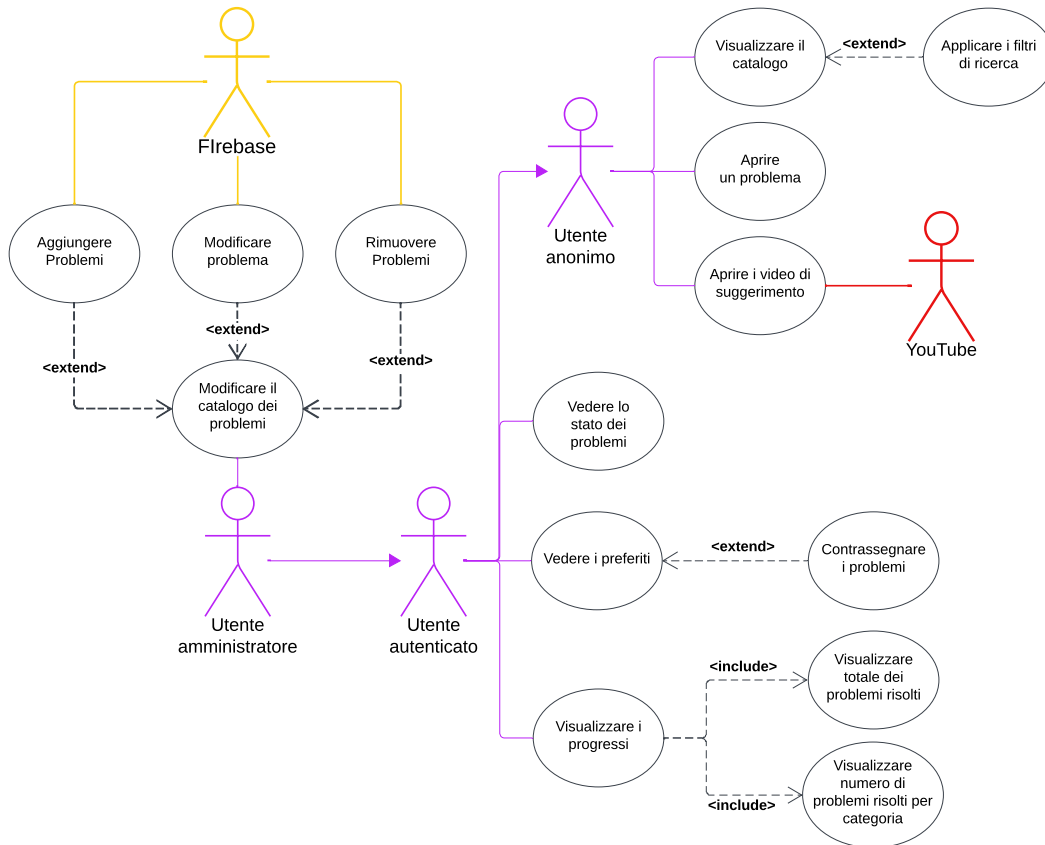 FIrebase
Aggiungere
Problemi
Modificare
problema
Rimuovere
Problemi
<extend>
<extend>
<extend>
Modificare il
catalogo dei
problemi
Utente
amministratore
Utente
autenticato
Utente
anonimo
Visualizzare il
catalogo
<extend>
Applicare i filtri
di ricerca
Aprire
un problema
Aprire i video di
suggerimento
YouTube
Vedere lo
stato dei
problemi
Vedere i preferiti
<extend>
Contrassegnare
i problemi
Visualizzare i
progressi
<include>
Visualizzare
totale dei
problemi risolti
<include>
Visualizzare
numero di
problemi risolti per
categoria